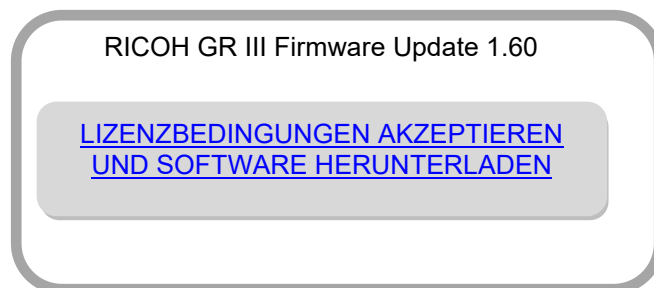 RICOH GR III Firmware Update 1.60
LIZENZBEDINGUNGEN AKZEPTIEREN
UND SOFTWARE HERUNTERLADEN